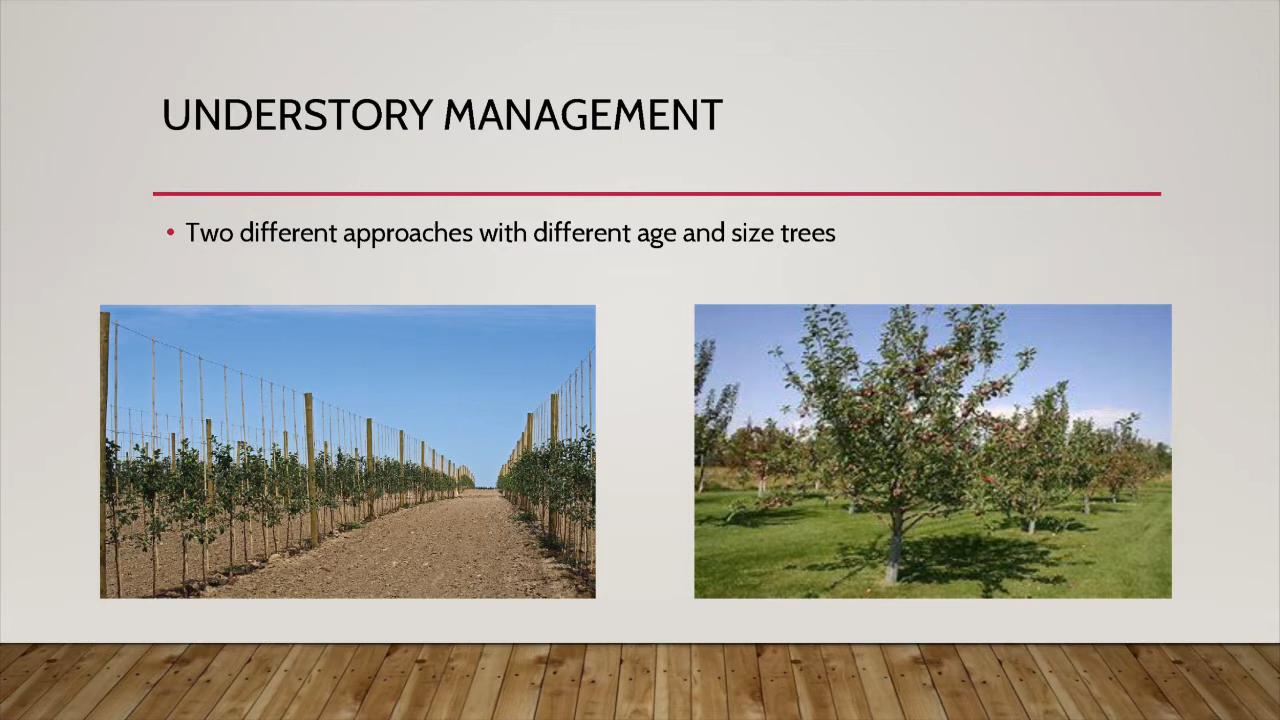 UNDERSTORY MANAGEMENT
• Two different approaches with different age and size trees